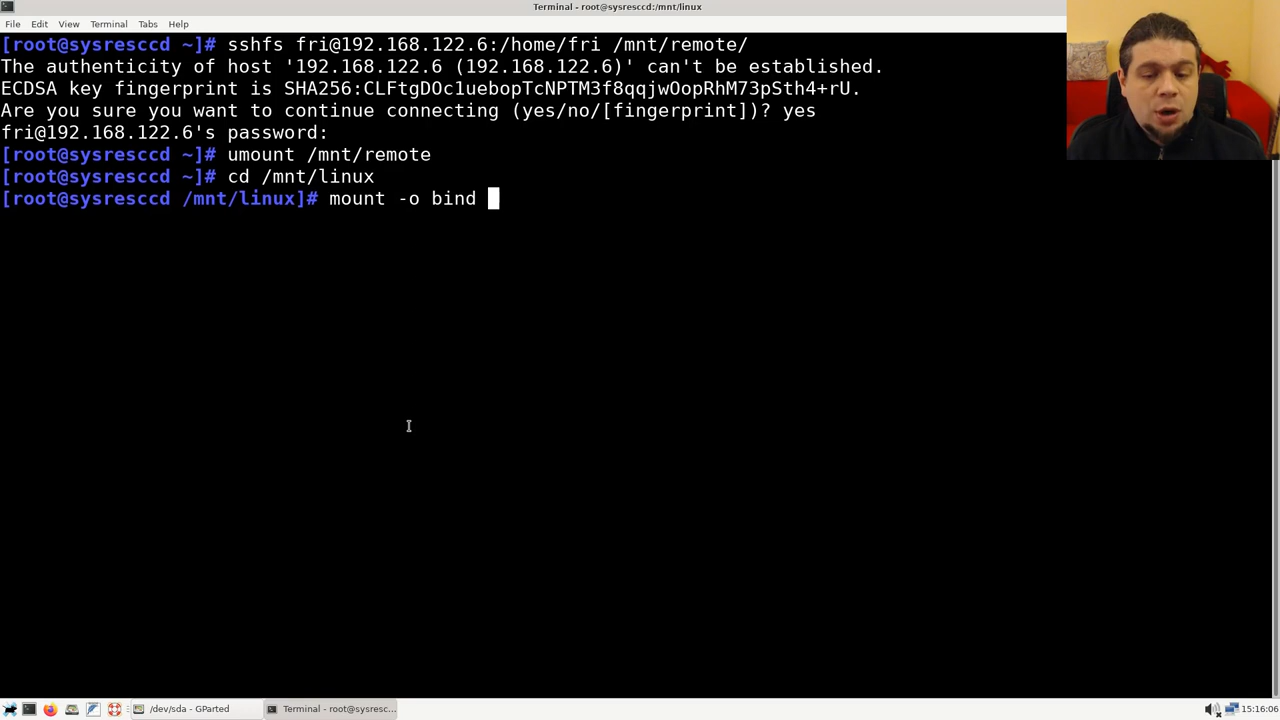 Terminal - root@sysresccd:/mnt/linux
File Edit View Terminal Tabs Help
[root@sysresccd ~]# sshfs fri@192.168.122.6:/home/fri /mnt/remote/
The authenticity of host '192.168.122.6 (192.168.122.6)' can't be established.
ECDSA key fingerprint is SHA256:CLFtgDOc1uebopTcNPTM3f8qqjwOopRhM73pSth4+rU.
Are you sure you want to continue connecting (yes/no/[fingerprint])? yes
fri@192.168.122.6's password:
[root@sysresccd ~]# umount /mnt/remote
[root@sysresccd ~]# cd /mnt/linux
[root@sysresccd /mnt/linux]# mount -o bind
/dev/sda - GParted
Terminal - root@sysresc...
15:16:06